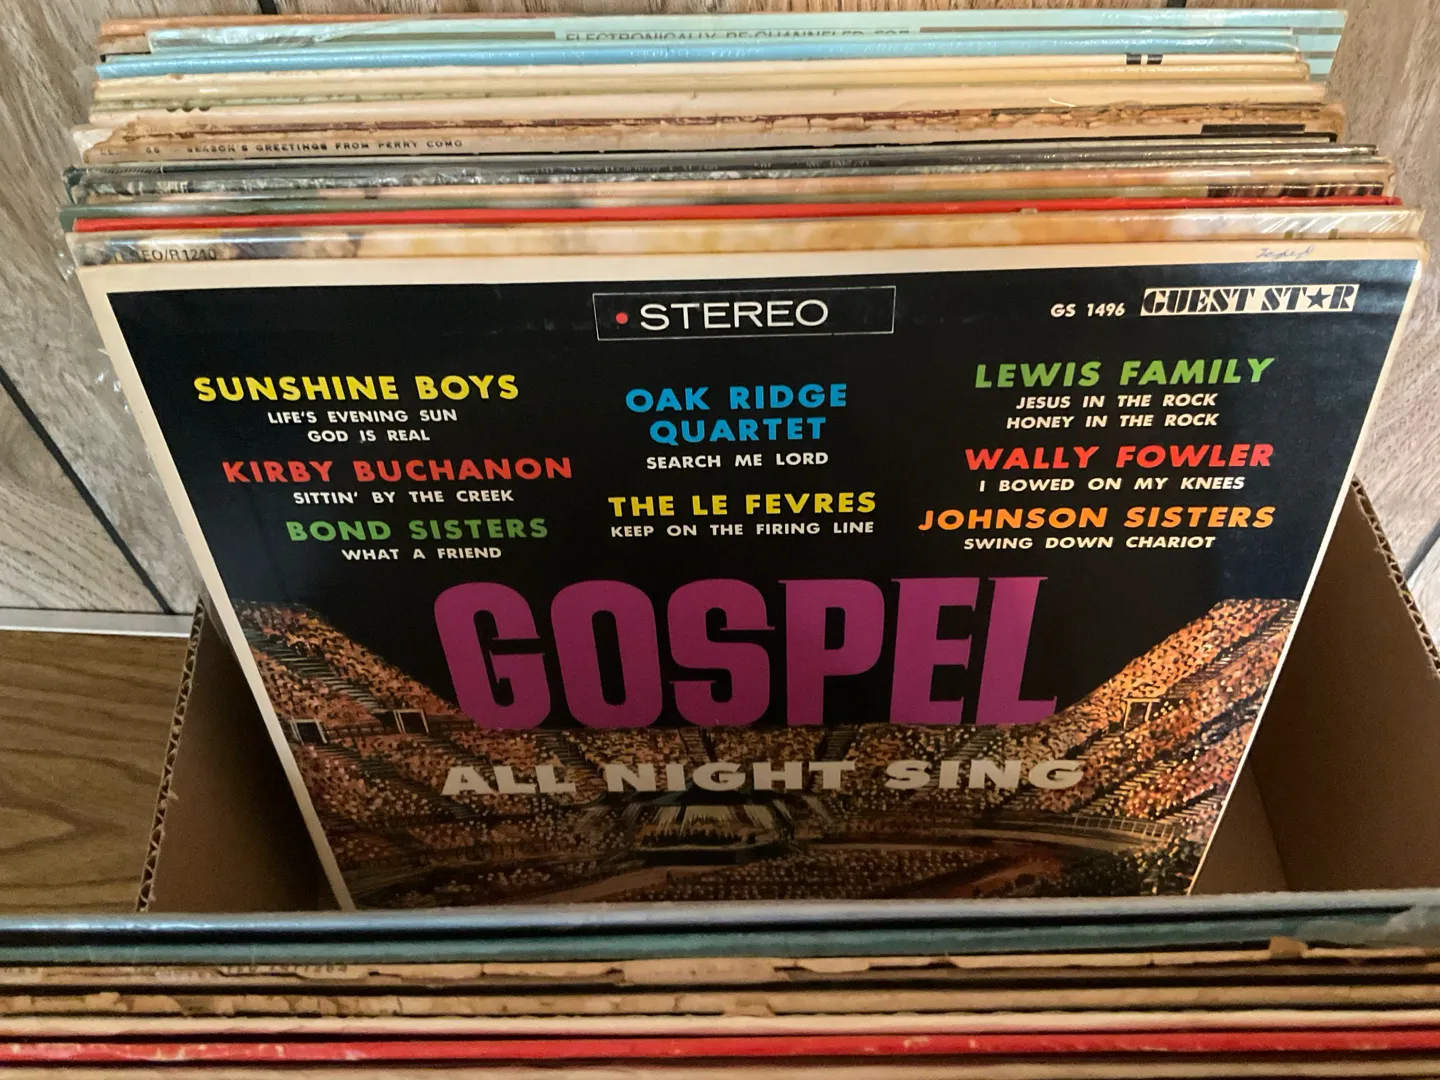 ELECTRONICALLY RE-CHANNELED FOR
SEASON'S GREETINGS FROM PERRY COMO
STEREO/R1240
STEREO
GS 1496 GUEST STAR
SUNSHINE BOYS
LIFE'S EVENING SUN
GOD IS REAL
KIRBY BUCHANON
SITTIN' BY THE CREEK
BOND SISTERS
WHAT A FRIEND
OAK RIDGE
QUARTET
SEARCH ME LORD
THE LE FEVRES
KEEP ON THE FIRING LINE
LEWIS FAMILY
JESUS IN THE ROCK
HONEY IN THE ROCK
WALLY FOWLER
I BOWED ON MY KNEES
JOHNSON SISTERS
SWING DOWN CHARIOT
GOSPEL
ALL NIGHT SING